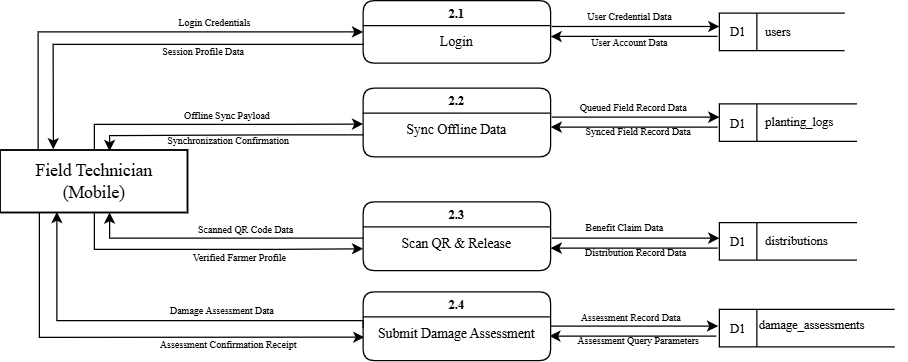 2.1
Login
Login Credentials
Session Profile Data
User Credential Data
User Account Data
D1
users
2.2
Sync Offline Data
Offline Sync Payload
Synchronization Confirmation
Queued Field Record Data
Synced Field Record Data
D1
planting_logs
Field Technician
(Mobile)
2.3
Scan QR & Release
Scanned QR Code Data
Verified Farmer Profile
Benefit Claim Data
Distribution Record Data
D1
distributions
2.4
Submit Damage Assessment
Damage Assessment Data
Assessment Confirmation Receipt
Assessment Record Data
Assessment Query Parameters
D1
damage_assessments